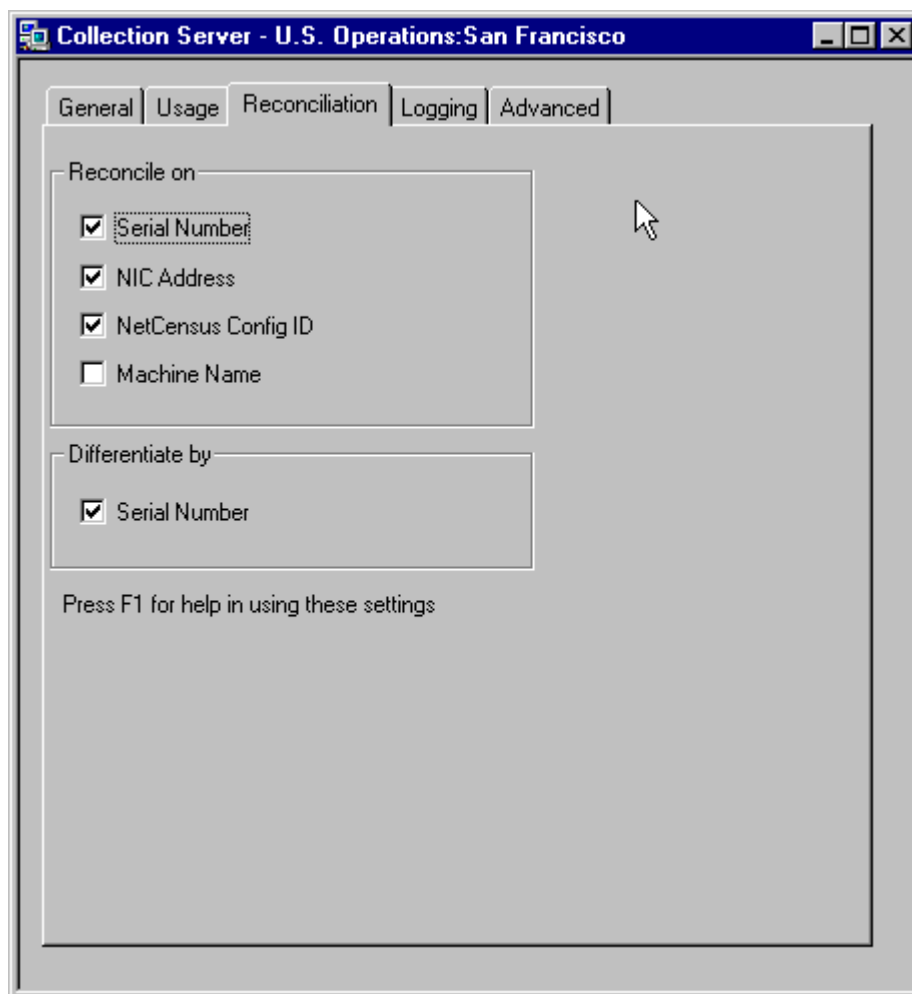 Collection Server - U.S. Operations:San Francisco
General Usage Reconciliation Logging Advanced
Reconcile on
Serial Number
NIC Address
NetCensus Config ID
Machine Name
Differentiate by
Serial Number
Press F1 for help in using these settings